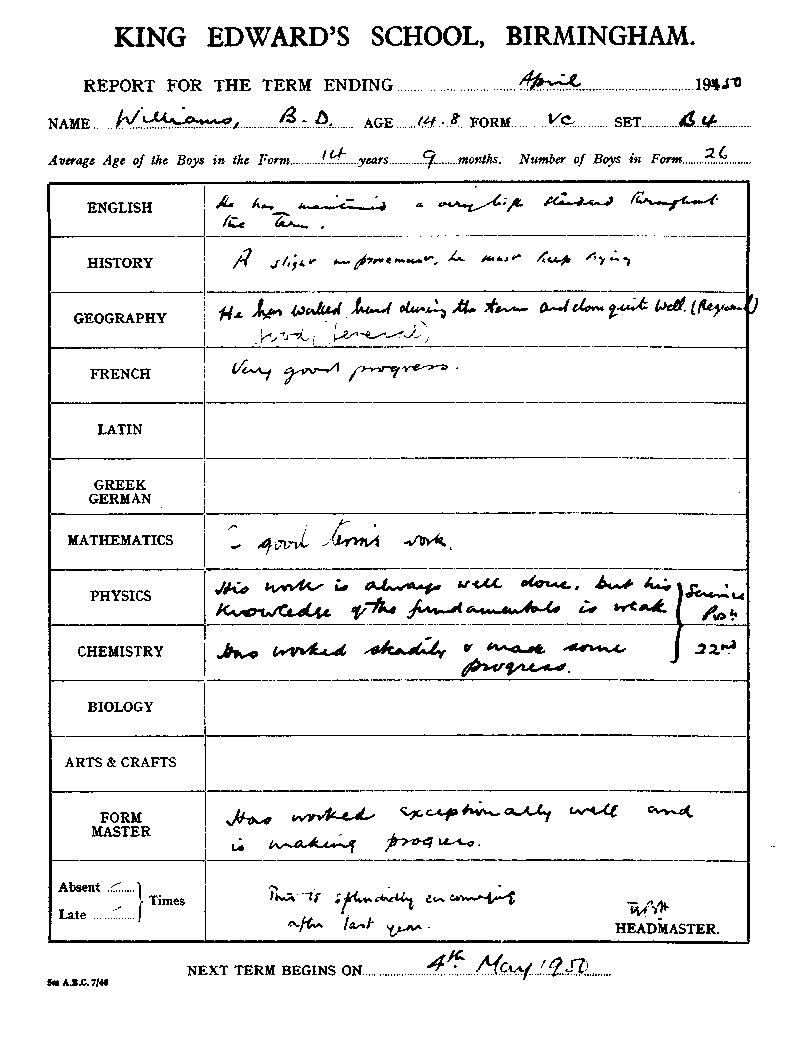 KING EDWARD'S SCHOOL, BIRMINGHAM.
REPORT FOR THE TERM ENDING April 1950
NAME Williams, B.D. AGE 14.8 FORM Vc SET B4
Average Age of the Boys in the Form 14 years 9 months. Number of Boys in Form 26
ENGLISH He has maintained a very high standard throughout
the Term.
HISTORY A slight improvement, he must keep trying
GEOGRAPHY He has worked hard during the term and done quite well. (Regional)
Good, (General)
FRENCH Very good progress.
LATIN
GREEK
GERMAN
MATHEMATICS A good term's work.
PHYSICS His work is always well done, but his
knowledge of the fundamentals is weak
Science
Posn
CHEMISTRY Has worked steadily & made some
progress.
22nd
BIOLOGY
ARTS & CRAFTS
FORM
MASTER
Has worked exceptionally well and
is making progress.
Absent
Late
Times
This is splendidly encouraging
after last year.
HEADMASTER.
NEXT TERM BEGINS ON 4th May 1950
See A.B.C. 7/46